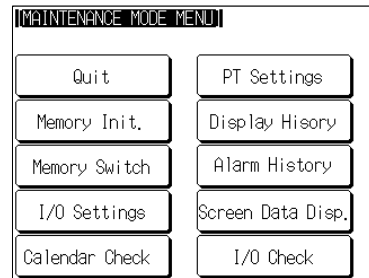 [MAINTENANCE MODE MENU]
Quit
PT Settings
Memory Init.
Display Hisory
Memory Switch
Alarm History
I/O Settings
Screen Data Disp.
Calendar Check
I/O Check